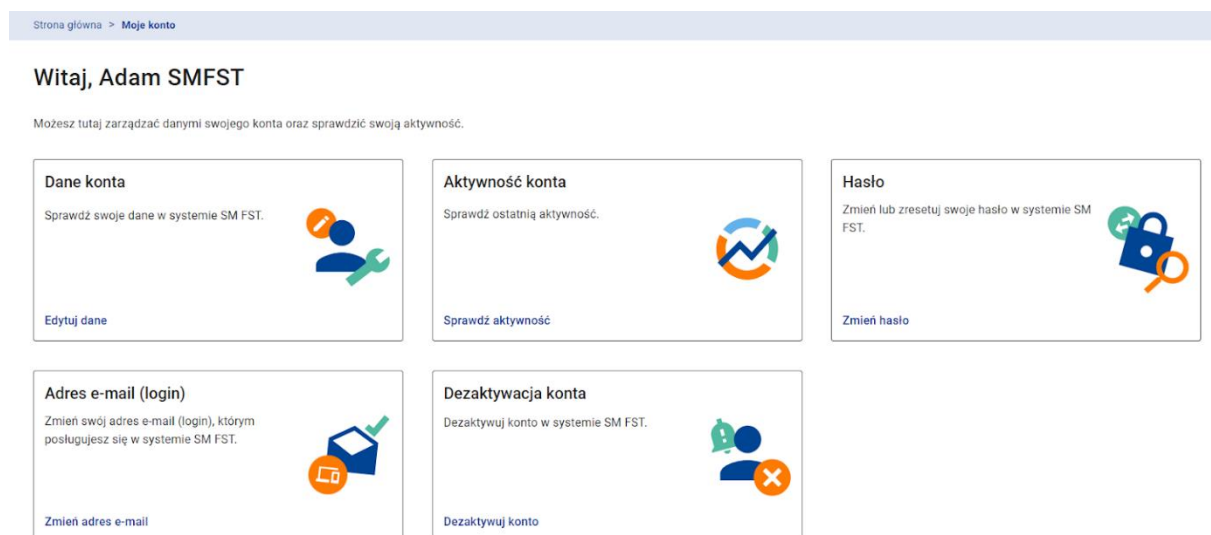 Strona główna > Moje konto
Witaj, Adam SMFST
Możesz tutaj zarządzać danymi swojego konta oraz sprawdzić swoją aktywność.
Dane konta
Sprawdź swoje dane w systemie SM FST.
Edytuj dane
Aktywność konta
Sprawdź ostatnią aktywność.
Sprawdź aktywność
Hasło
Zmień lub zresetuj swoje hasło w systemie SM
FST.
Zmień hasło
Adres e-mail (login)
Zmień swój adres e-mail (login), którym
posługujesz się w systemie SM FST.
Zmień adres e-mail
Dezaktywacja konta
Dezaktywuj konto w systemie SM FST.
Dezaktywuj konto